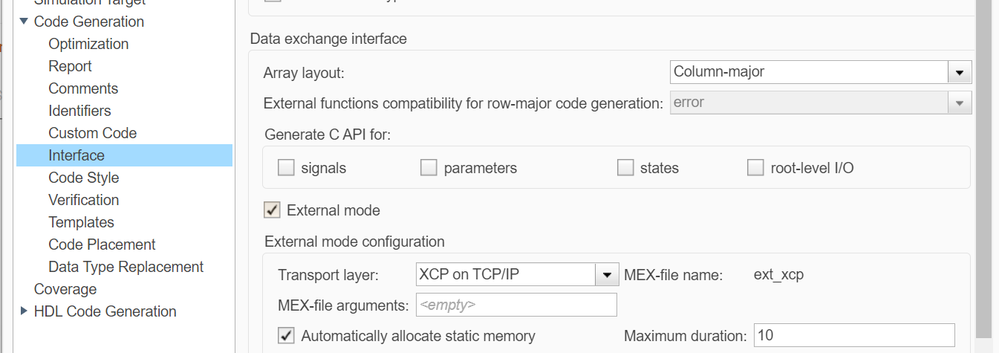 Simulation Target
Code Generation
Optimization
Report
Comments
Identifiers
Custom Code
Interface
Code Style
Verification
Templates
Code Placement
Data Type Replacement
Coverage
HDL Code Generation
Data exchange interface
Array layout: Column-major
External functions compatibility for row-major code generation: error
Generate C API for:
signals parameters states root-level I/O
External mode
External mode configuration
Transport layer: XCP on TCP/IP MEX-file name: ext_xcp
MEX-file arguments: <empty>
Automatically allocate static memory Maximum duration: 10